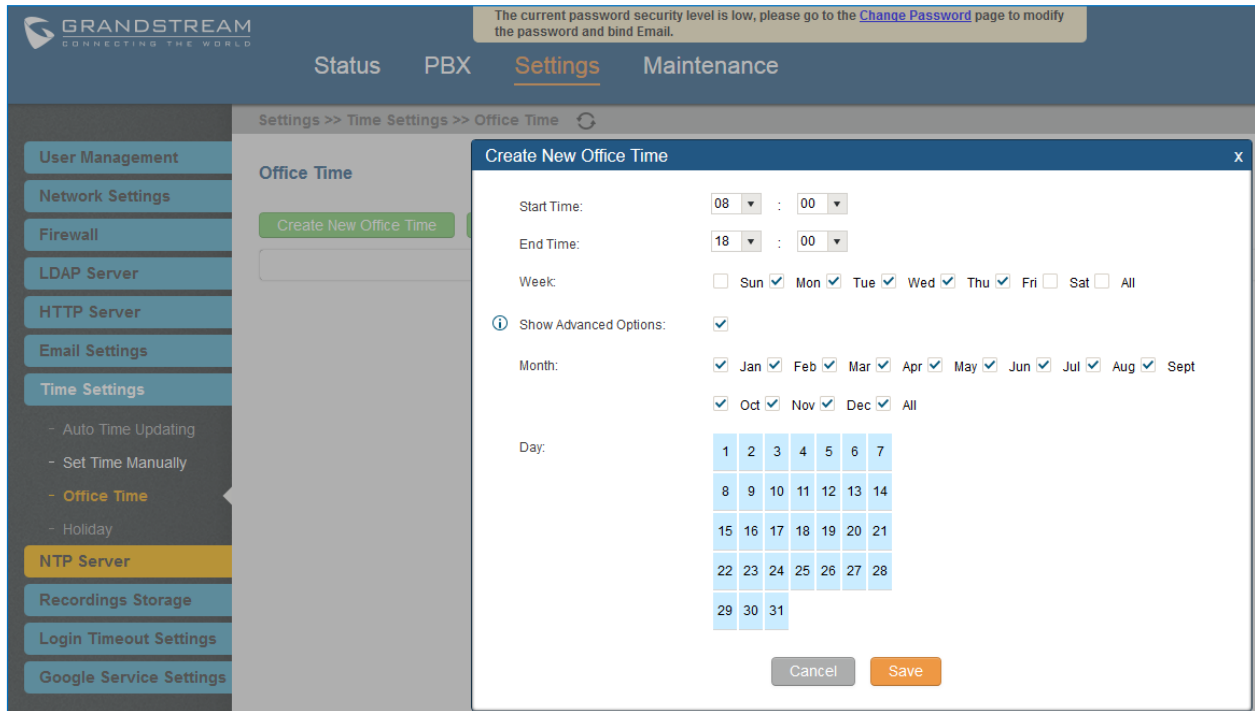 GRANDSTREAM
CONNECTING THE WORLD
The current password security level is low, please go to the Change Password page to modify
the password and bind Email.
Status PBX Settings Maintenance
Settings >> Time Settings >> Office Time
User Management
Network Settings
Firewall
LDAP Server
HTTP Server
Email Settings
Time Settings
- Auto Time Updating
- Set Time Manually
- Office Time
- Holiday
NTP Server
Recordings Storage
Login Timeout Settings
Google Service Settings
Office Time
Create New Office Time
Create New Office Time x
Start Time: 08 : 00
End Time: 18 : 00
Week: Sun Mon Tue Wed Thu Fri Sat All
Show Advanced Options:
Month: Jan Feb Mar Apr May Jun Jul Aug Sept
Oct Nov Dec All
Day: 1 2 3 4 5 6 7
8 9 10 11 12 13 14
15 16 17 18 19 20 21
22 23 24 25 26 27 28
29 30 31
Cancel Save